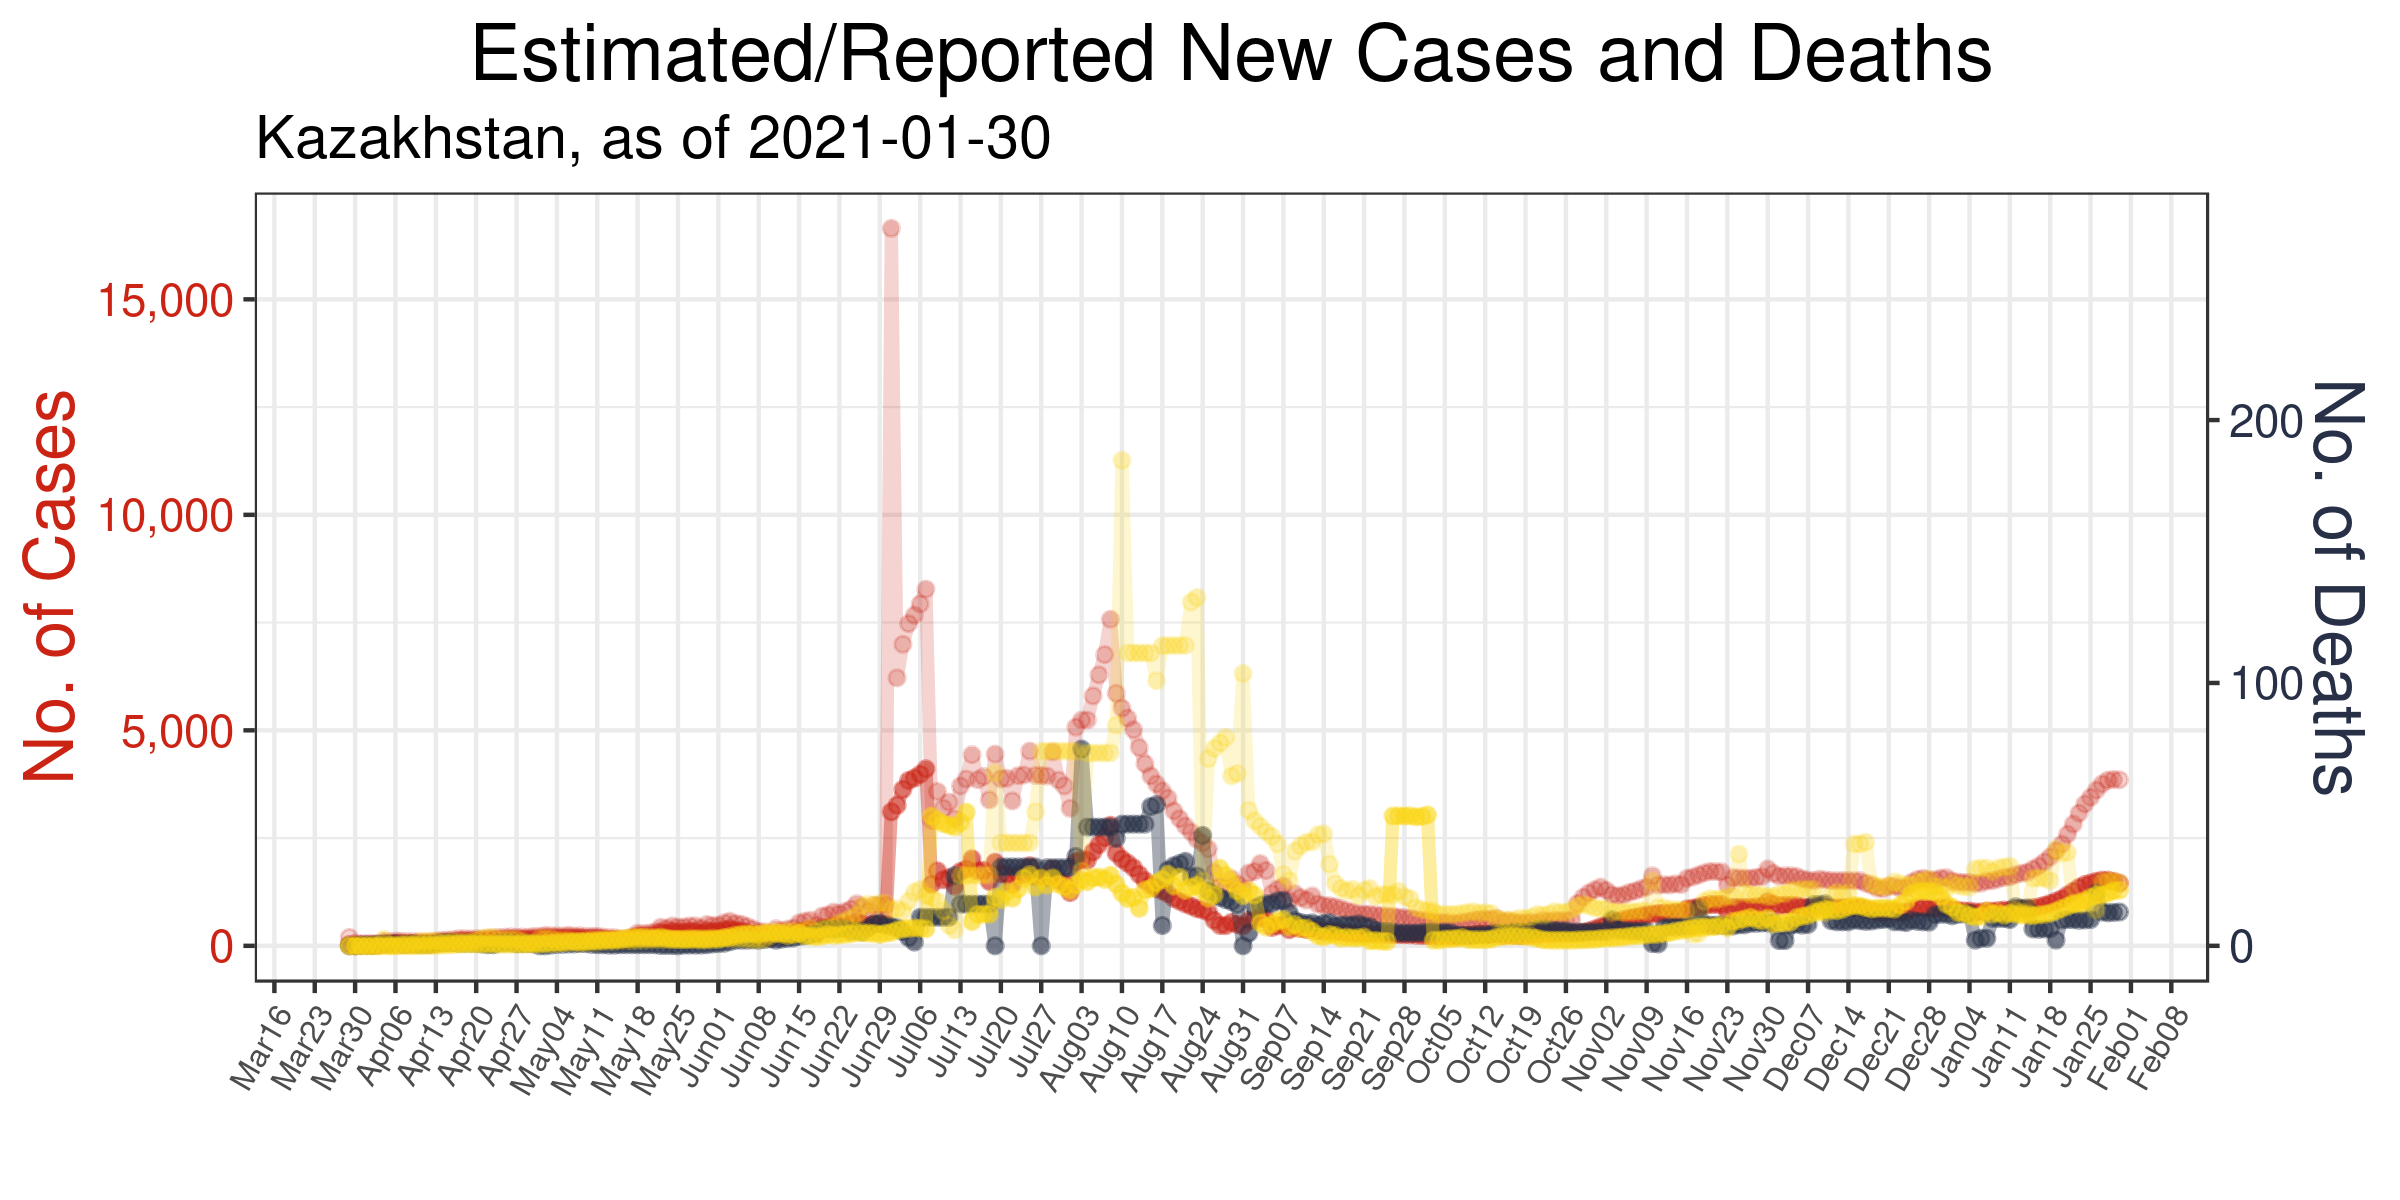 Estimated/Reported New Cases and Deaths
Kazakhstan, as of 2021-01-30
No. of Cases
15,000
10,000
5,000
0
No. of Deaths
200
100
0
Mar16
Mar23
Mar30
Apr06
Apr13
Apr20
Apr27
May04
May11
May18
May25
Jun01
Jun08
Jun15
Jun22
Jun29
Jul06
Jul13
Jul20
Jul27
Aug03
Aug10
Aug17
Aug24
Aug31
Sep07
Sep14
Sep21
Sep28
Oct05
Oct12
Oct19
Oct26
Nov02
Nov09
Nov16
Nov23
Nov30
Dec07
Dec14
Dec21
Dec28
Jan04
Jan11
Jan18
Jan25
Feb01
Feb08